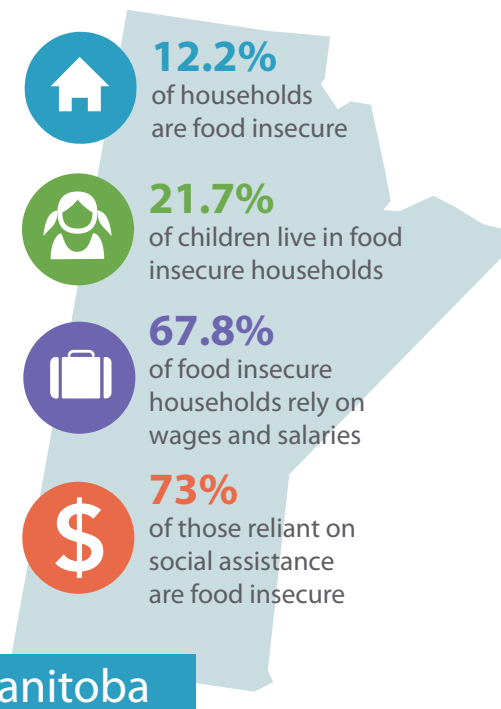 12.2%
of households
are food insecure
21.7%
of children live in food
insecure households
67.8%
of food insecure
households rely on
wages and salaries
$
73%
of those reliant on
social assistance
are food insecure
anitoba